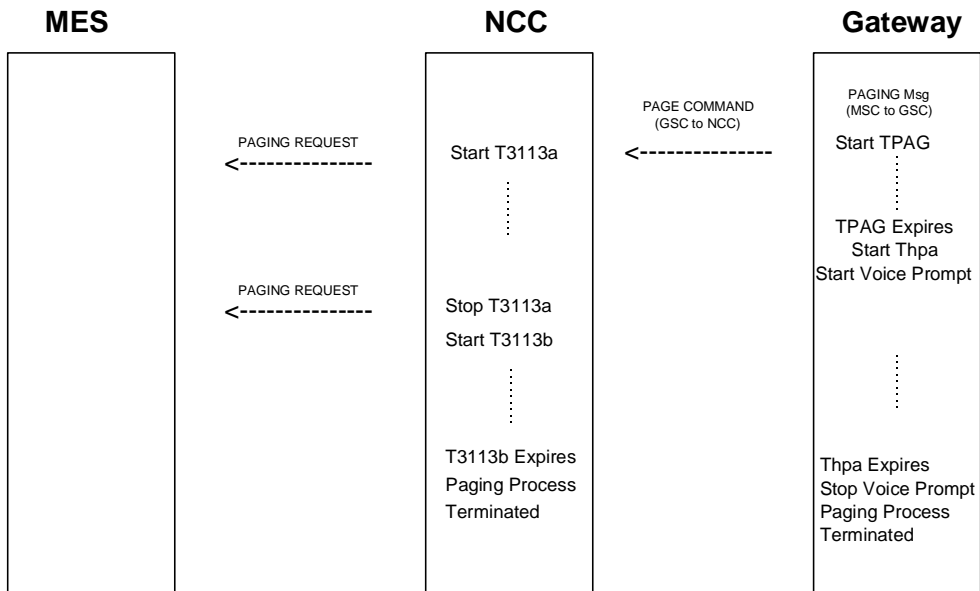 MES
NCC
Gateway
PAGING Msg
(MSC to GSC)
PAGE COMMAND
(GSC to NCC)
PAGING REQUEST
Start T3113a
Start TPAG
TPAG Expires
Start Thpa
Start Voice Prompt
PAGING REQUEST
Stop T3113a
Start T3113b
T3113b Expires
Paging Process
Terminated
Thpa Expires
Stop Voice Prompt
Paging Process
Terminated